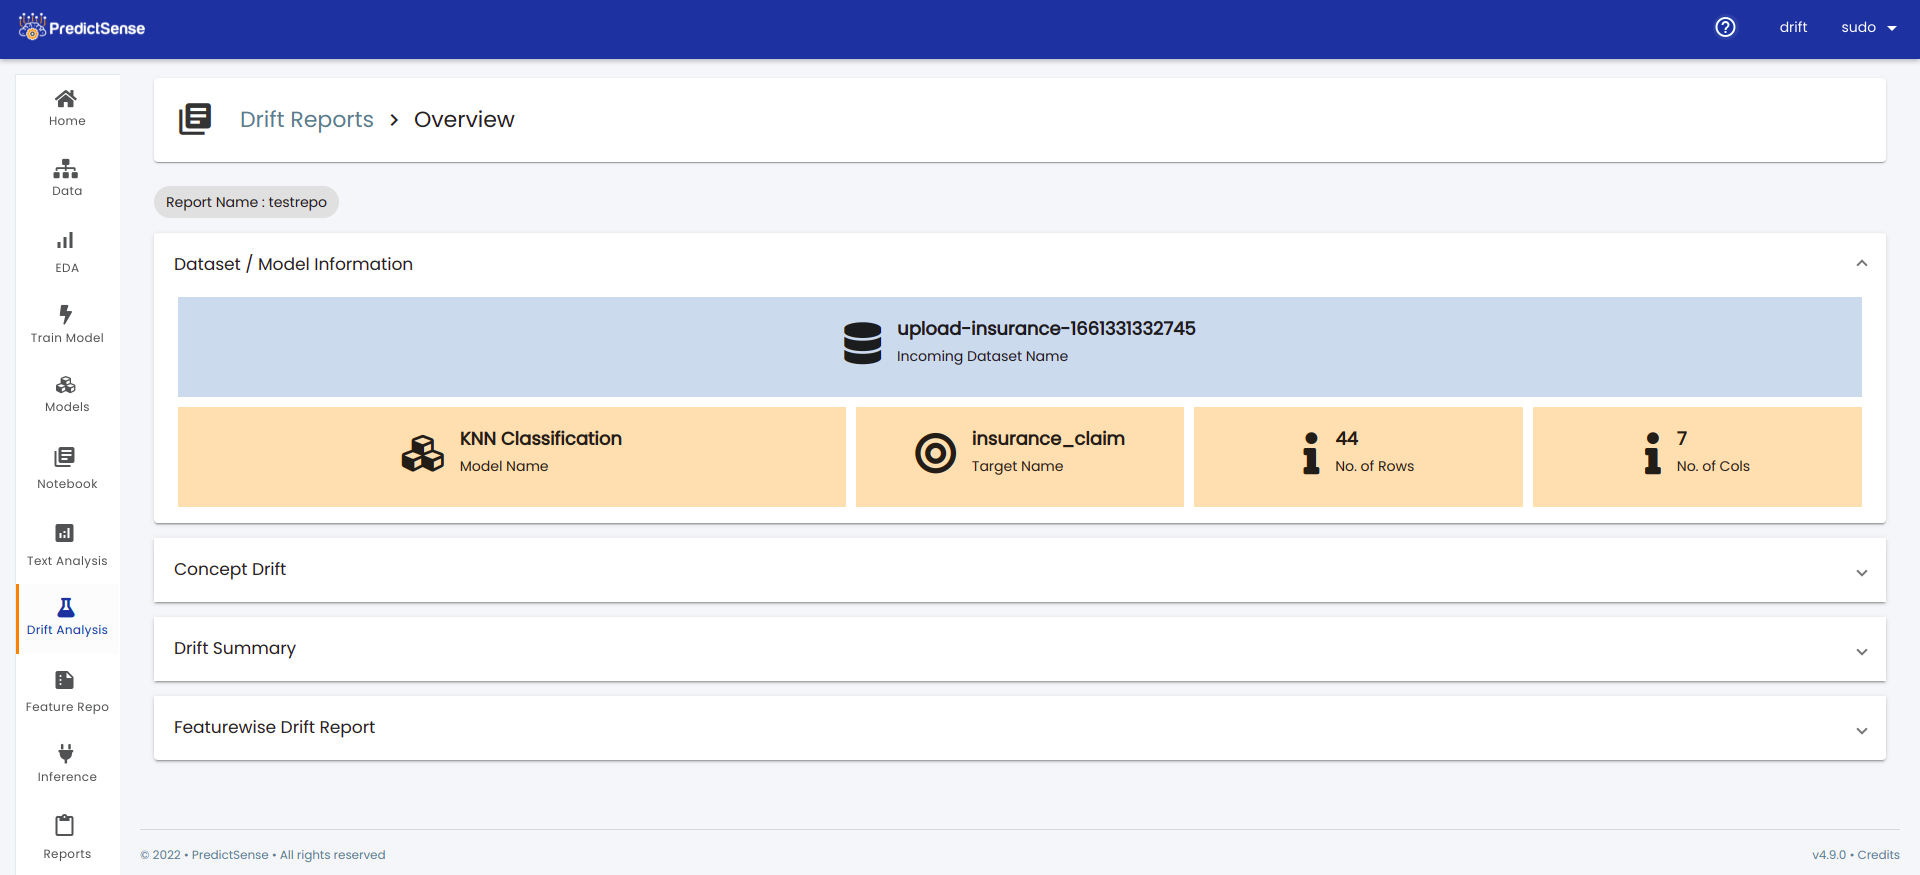 PredictSense
drift
sudo
Home
Data
EDA
Train Model
Models
Notebook
Text Analysis
Drift Analysis
Feature Repo
Inference
Reports
Drift Reports > Overview
Report Name : testrepo
Dataset / Model Information
upload-insurance-1661331332745
Incoming Dataset Name
KNN Classification
Model Name
insurance_claim
Target Name
44
No. of Rows
7
No. of Cols
Concept Drift
Drift Summary
Featurewise Drift Report
© 2022 • PredictSense • All rights reserved
v4.9.0 • Credits